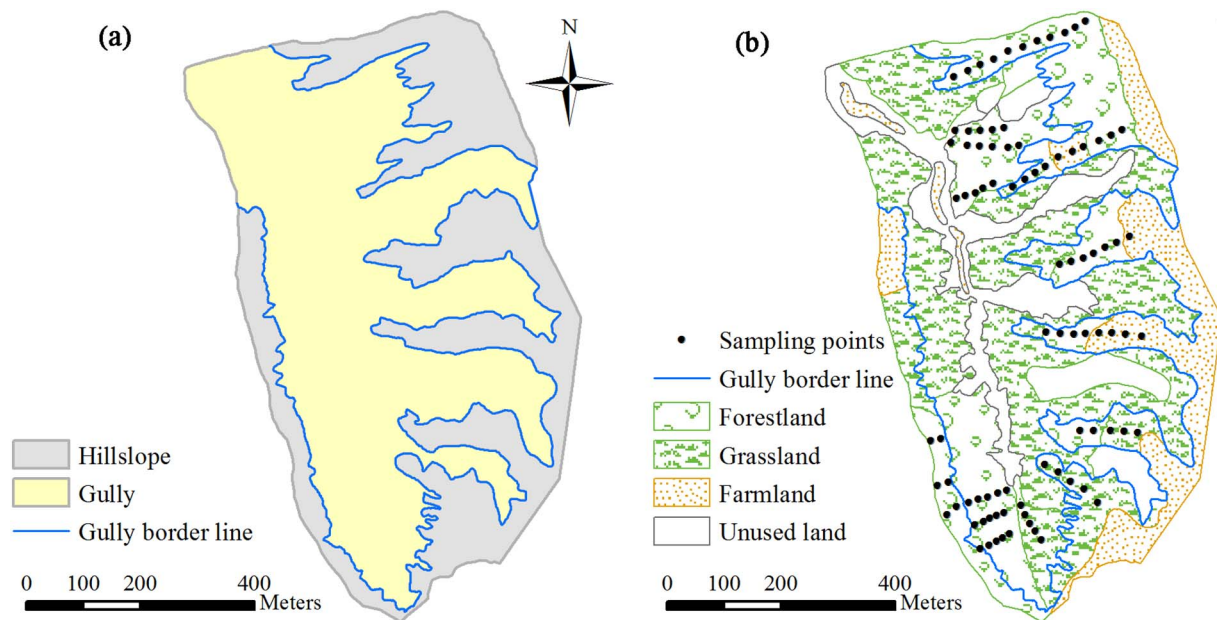 (a)
N
Hillslope
Gully
Gully border line
0 100 200 400
Meters
(b)
Sampling points
Gully border line
Forestland
Grassland
Farmland
Unused land
0 100 200 400
Meters